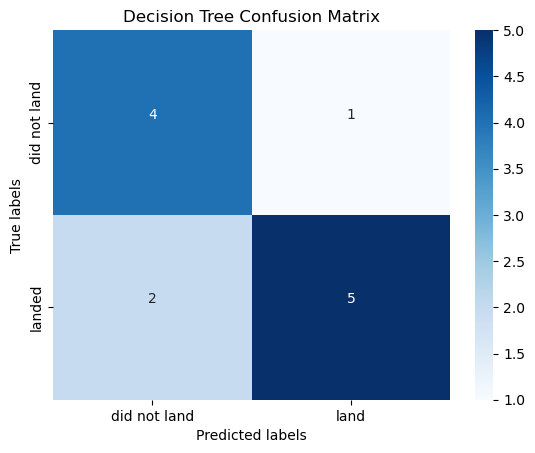 Decision Tree Confusion Matrix
True labels
did not land
landed
4
1
2
5
did not land
land
Predicted labels
5.0
4.5
4.0
3.5
3.0
2.5
2.0
1.5
1.0